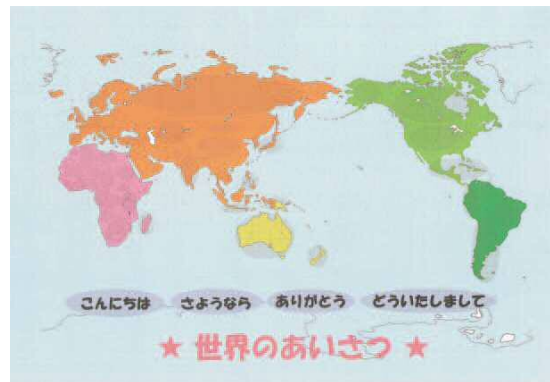 こんにちは さようなら ありがとう どういたしまして
★ 世界のあいさつ ★